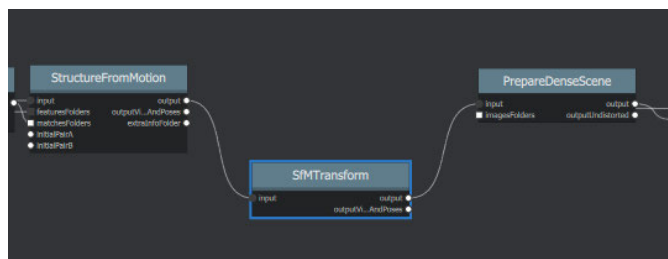 StructureFromMotion
input output
featuresFolders outputVi...AndPoses
matchesFolders extraInfoFolder
initialPairA
initialPairB
SfMTransform
input output
outputVi...AndPoses
PrepareDenseScene
input output
imagesFolders outputUndistorted